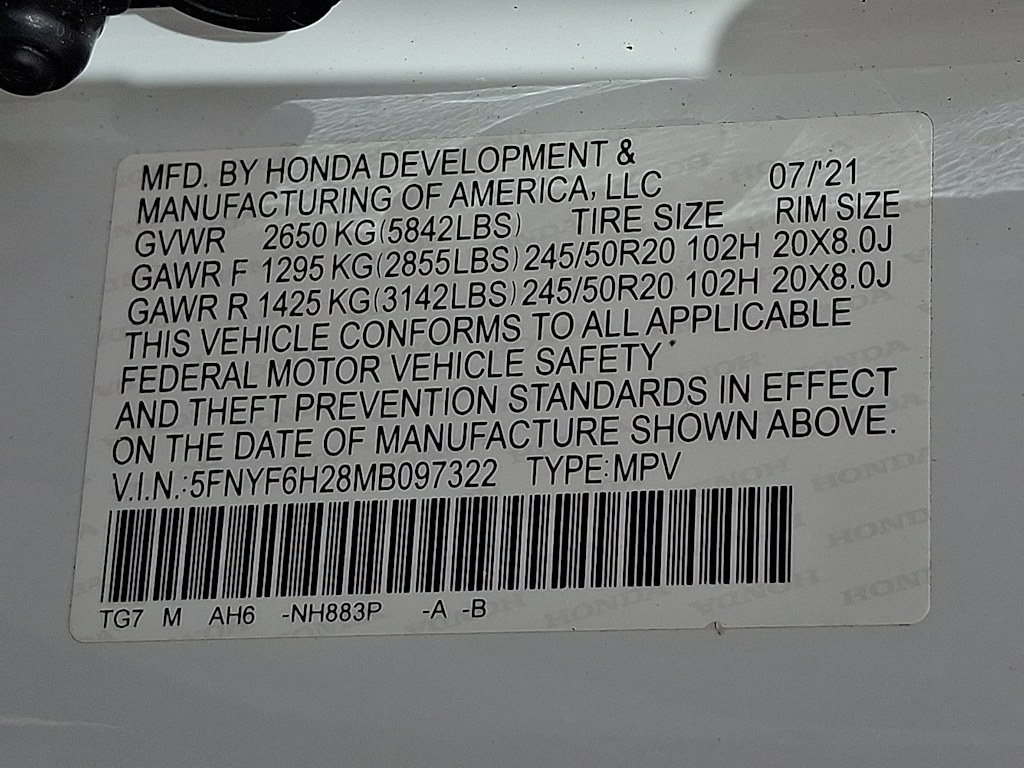 MFD. BY HONDA DEVELOPMENT &
MANUFACTURING OF AMERICA, LLC 07/'21
GVWR 2650 KG(5842LBS) TIRE SIZE RIM SIZE
GAWR F 1295 KG(2855LBS) 245/50R20 102H 20X8.0J
GAWR R 1425 KG(3142LBS) 245/50R20 102H 20X8.0J
THIS VEHICLE CONFORMS TO ALL APPLICABLE
FEDERAL MOTOR VEHICLE SAFETY
AND THEFT PREVENTION STANDARDS IN EFFECT
ON THE DATE OF MANUFACTURE SHOWN ABOVE.
V.I.N.:5FNYF6H28MB097322 TYPE:MPV
TG7 M AH6 -NH883P -A -B